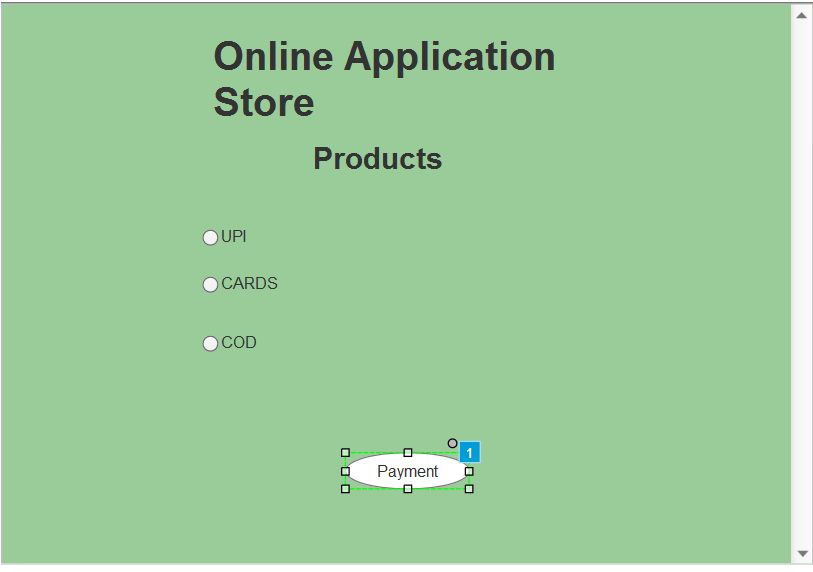 Online Application
Store
Products
UPI
CARDS
COD
1
Payment